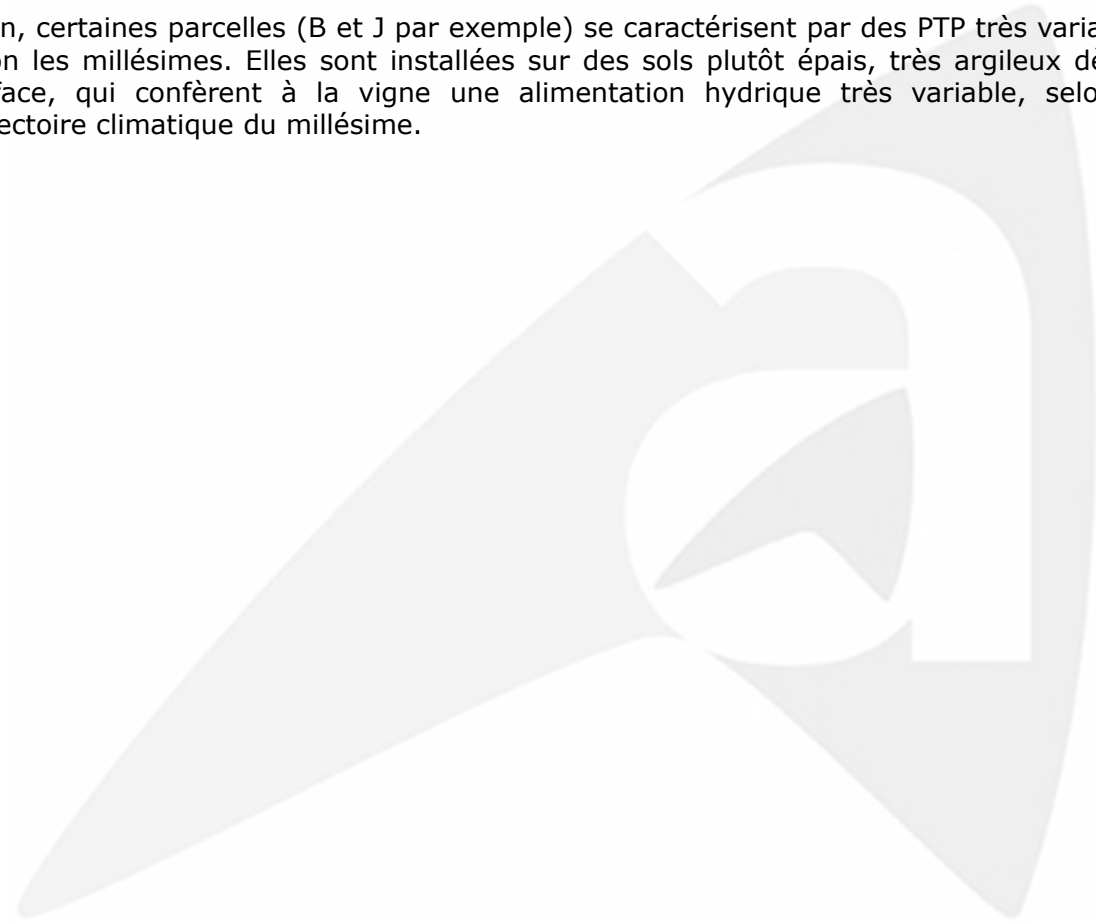 n, certaines parcelles (B et J par exemple) se caractérisent par des PTP très varia
n les millésimes. Elles sont installées sur des sols plutôt épais, très argileux dè
face, qui confèrent à la vigne une alimentation hydrique très variable, selo
ectoire climatique du millésime.
a